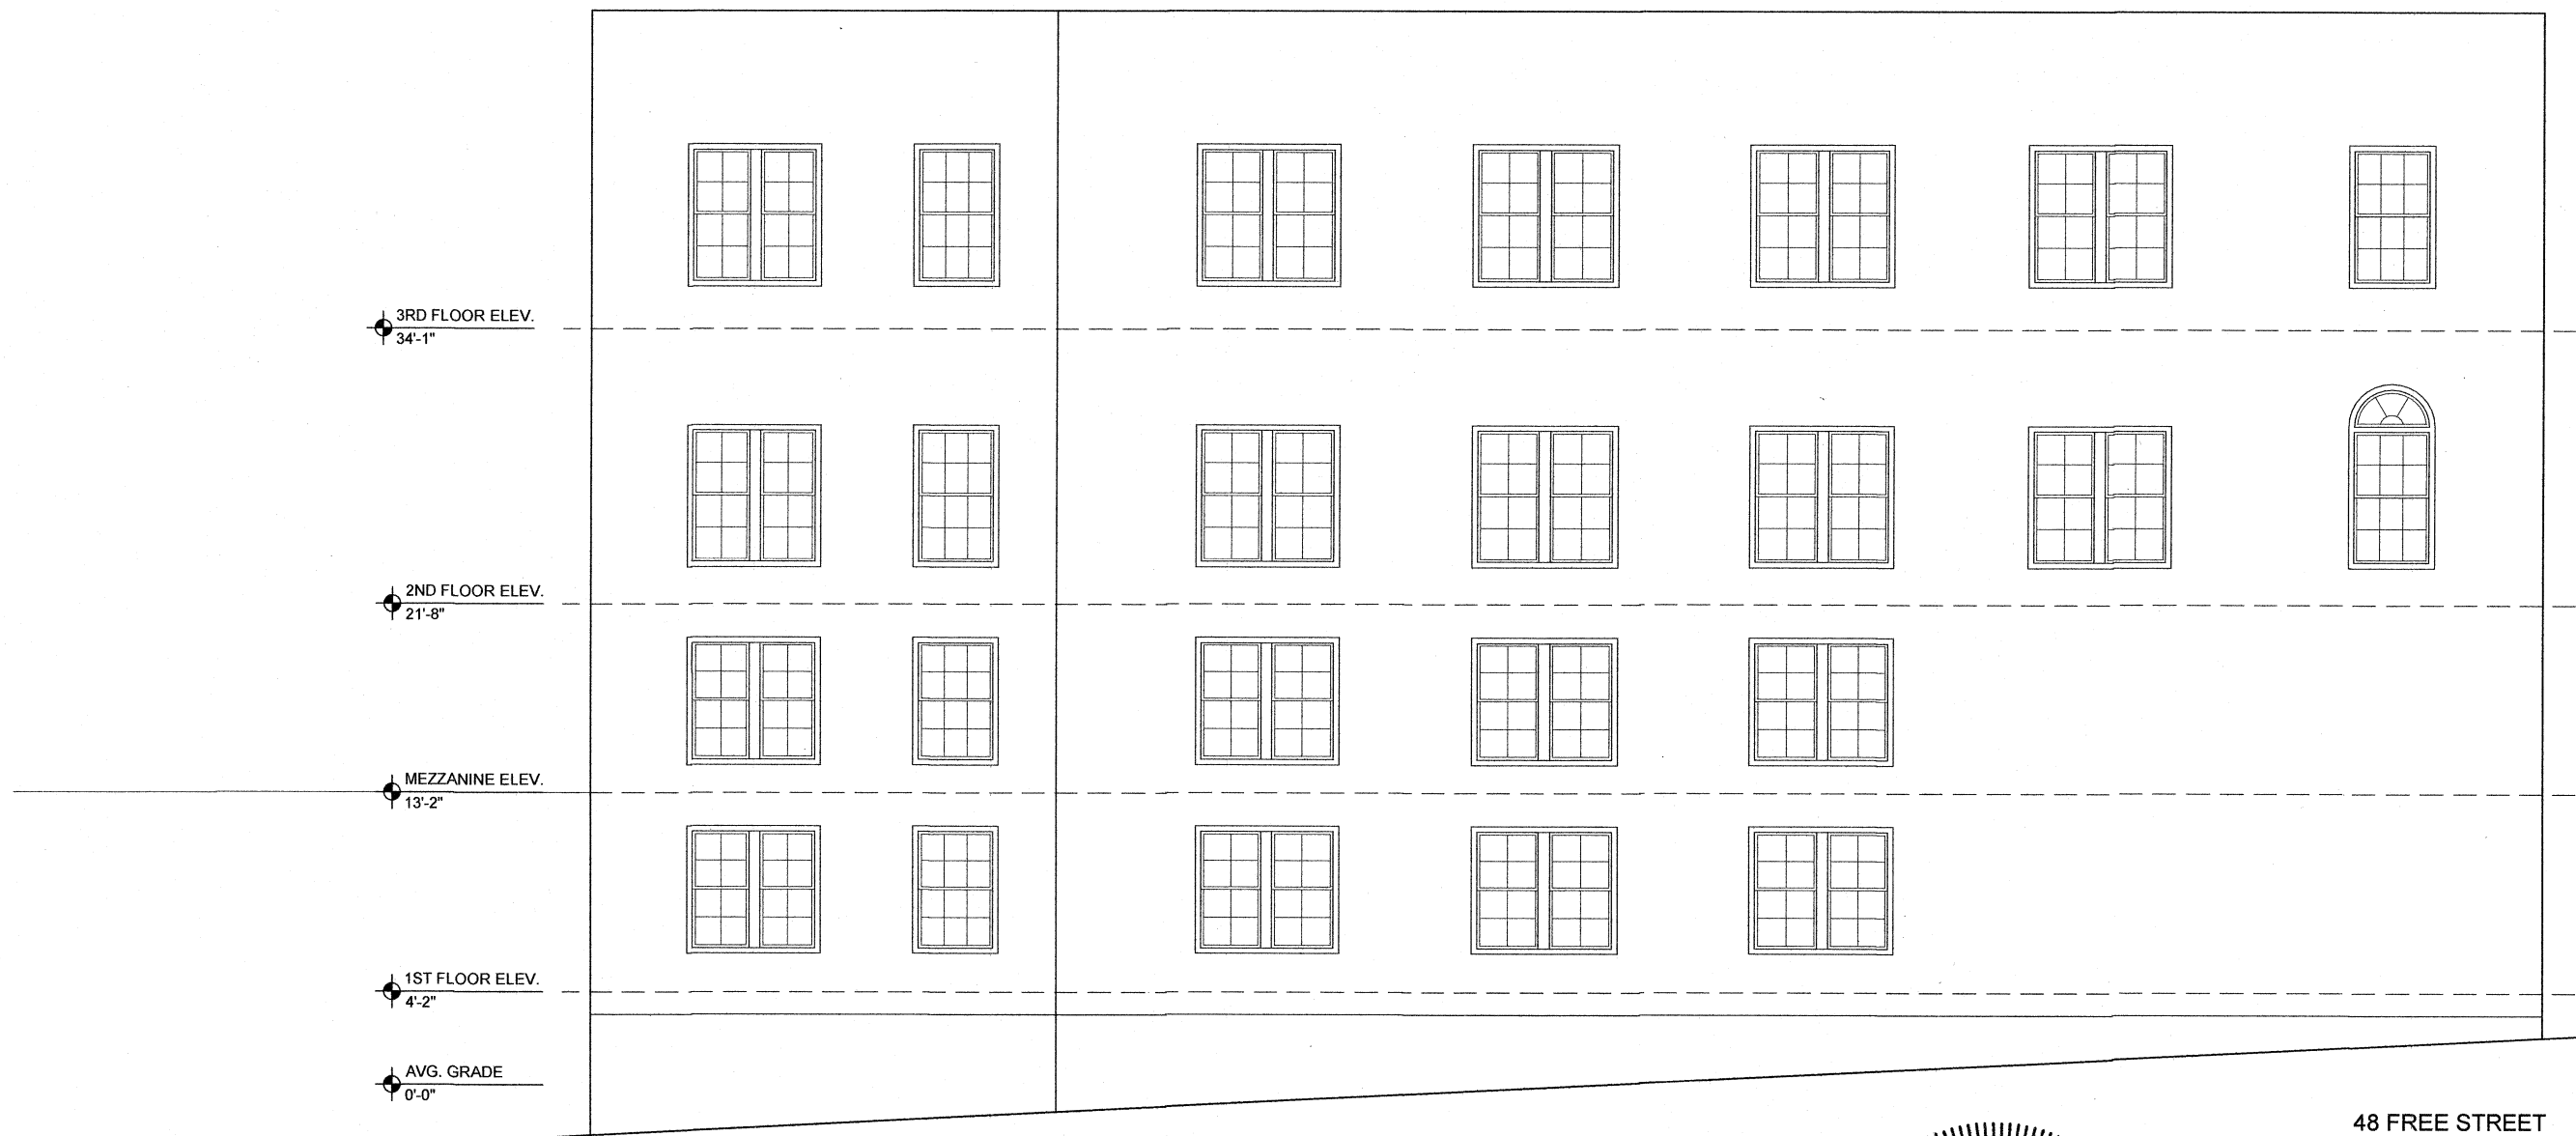 3RD FLOOR ELEV.
34'-1"
2ND FLOOR ELEV.
21'-8"
MEZZANINE ELEV.
13'-2"
1ST FLOOR ELEV.
4'-2"
AVG. GRADE
0'-0"
48 FREE STREET